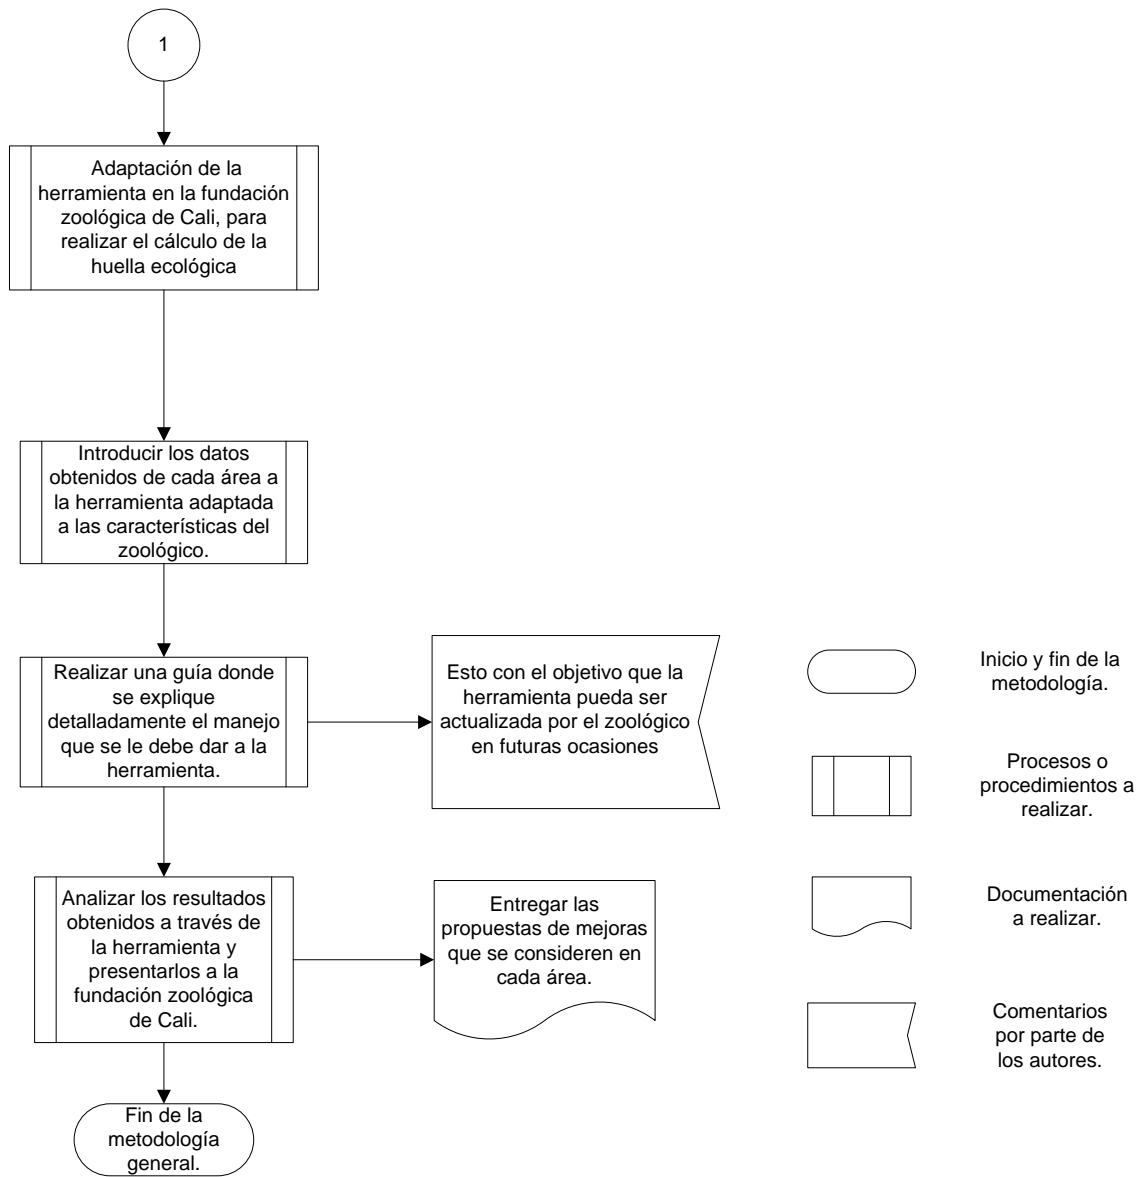 1
Adaptación de la
herramienta en la fundación
zoológica de Cali, para
realizar el cálculo de la
huella ecológica
Introducir los datos
obtenidos de cada área a
la herramienta adaptada
a las características del
zoológico.
Realizar una guía donde
se explique
detalladamente el manejo
que se le debe dar a la
herramienta.
Esto con el objetivo que la
herramienta pueda ser
actualizada por el zoológico
en futuras ocasiones
Analizar los resultados
obtenidos a través de
la herramienta y
presentarlos a la
fundación zoológica
de Cali.
Entregar las
propuestas de mejoras
que se consideren en
cada área.
Fin de la
metodología
general.
Inicio y fin de la
metodología.
Procesos o
procedimientos a
realizar.
Documentación
a realizar.
Comentarios
por parte de
los autores.